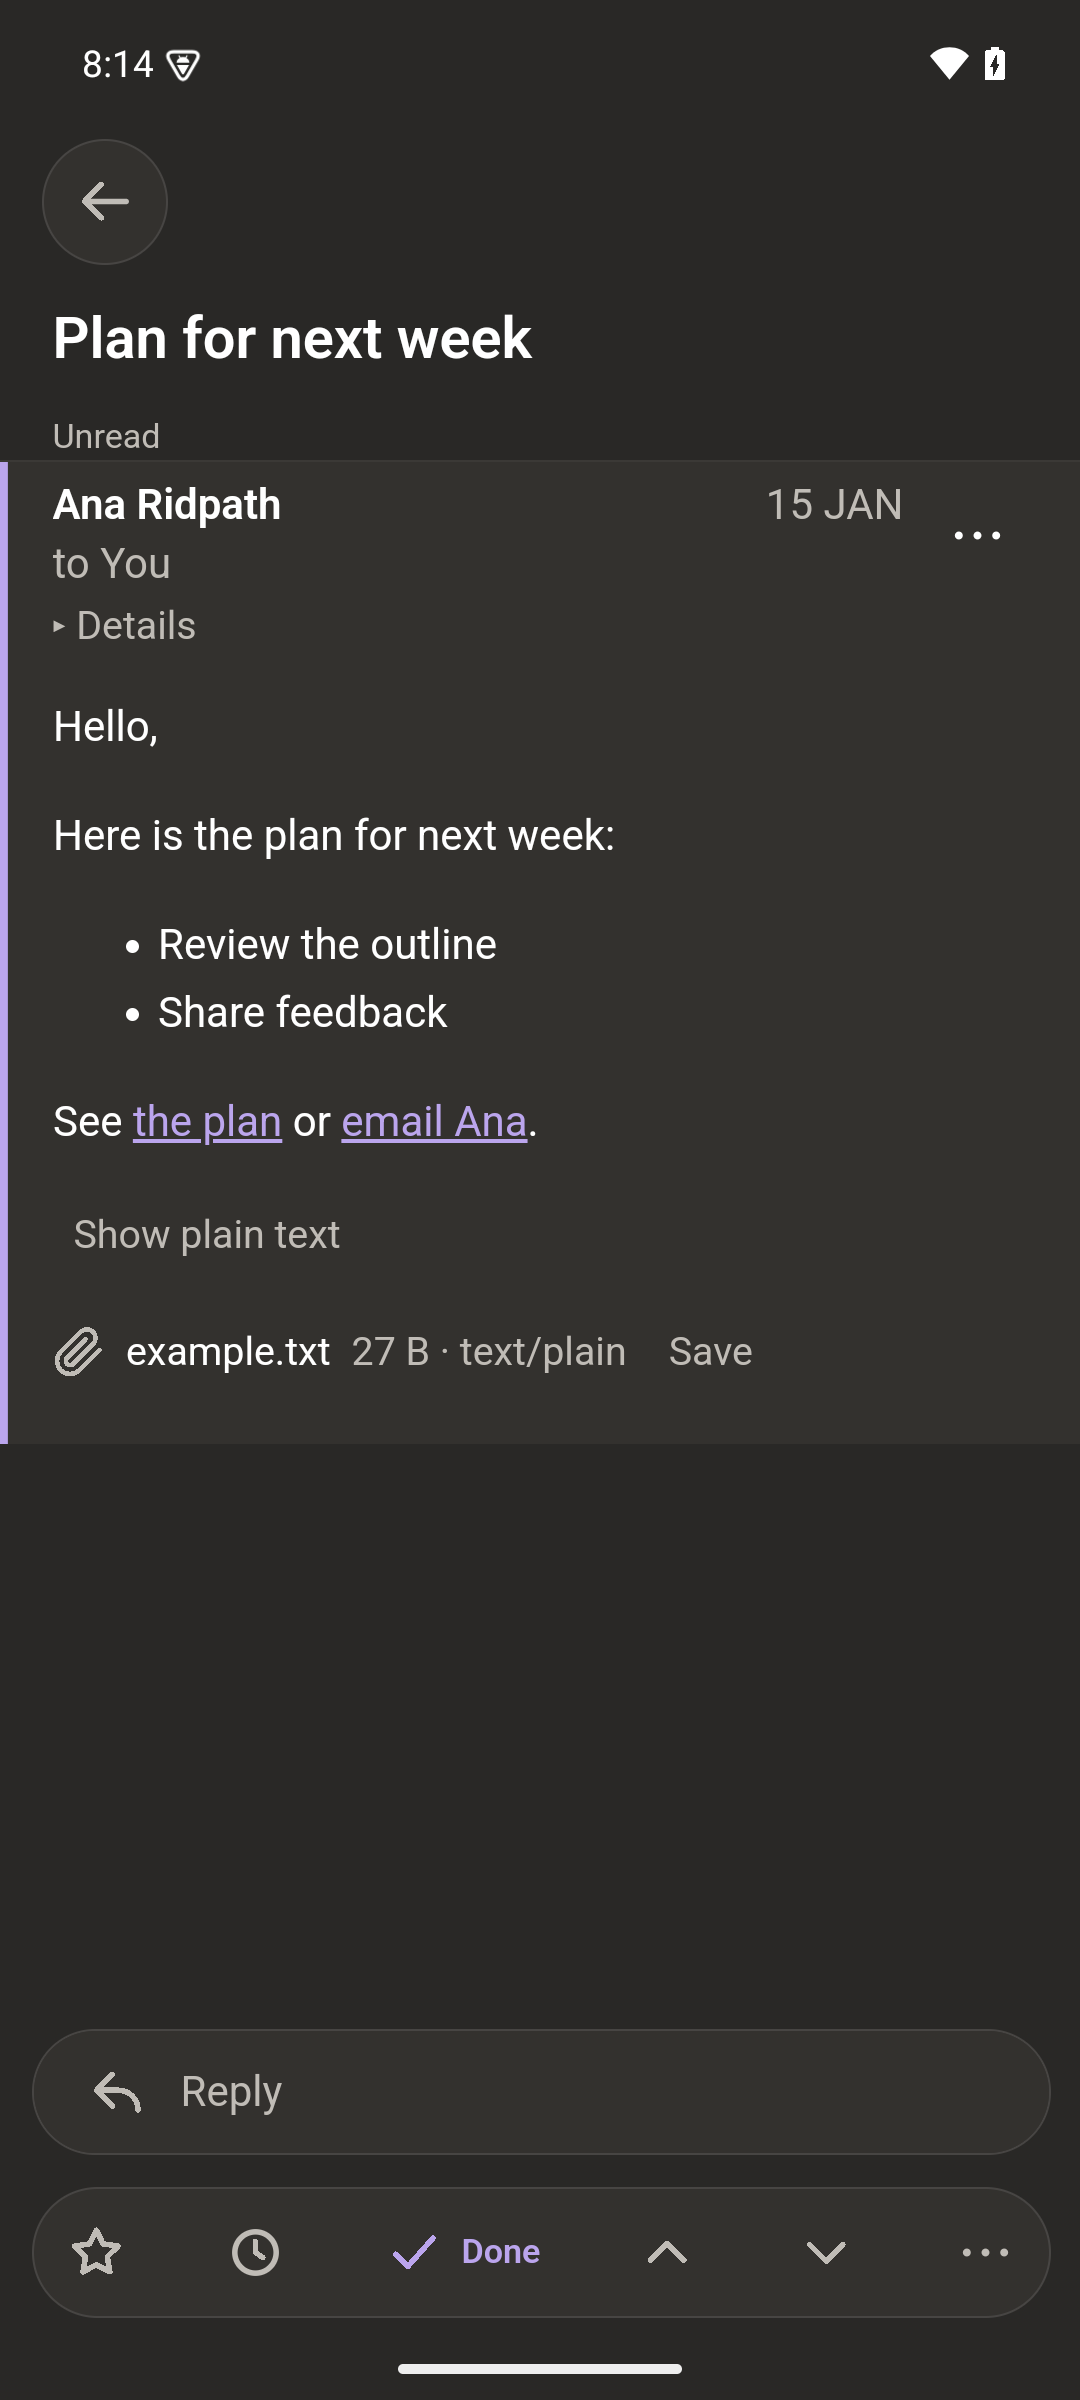 8:14
Plan for next week
Unread
Ana Ridpath 15 JAN
to You
Details
Hello,
Here is the plan for next week:
• Review the outline
• Share feedback
See the plan or email Ana.
Show plain text
example.txt 27 B · text/plain Save
Reply
Done